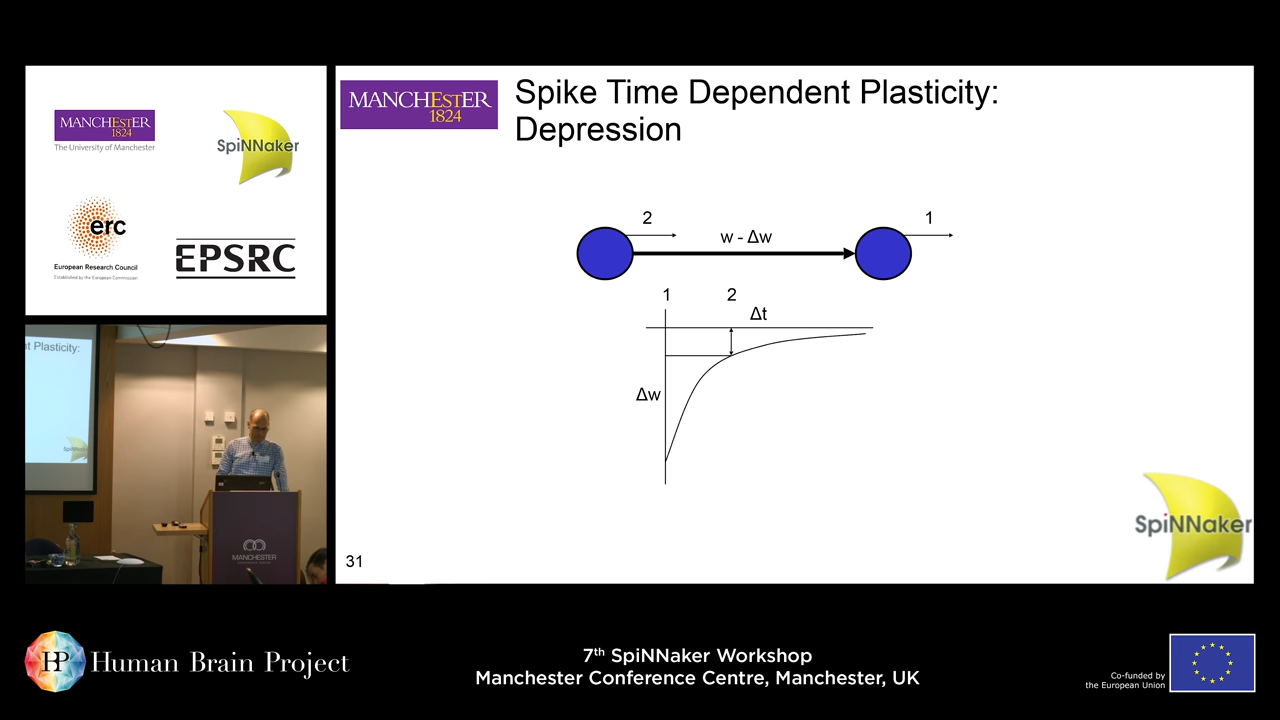 MANCHESTER
1824
The University of Manchester
SpiNNaker
erc
European Research Council
Established by the European Commission
EPSRC
MANCHESTER
1824
Spike Time Dependent Plasticity:
Depression
2
w - Δw
1
1
2
Δt
Δw
31
SpiNNaker
t Plasticity:
MANCHESTER
Human Brain Project
7th SpiNNaker Workshop
Manchester Conference Centre, Manchester, UK
Co-funded by
the European Union